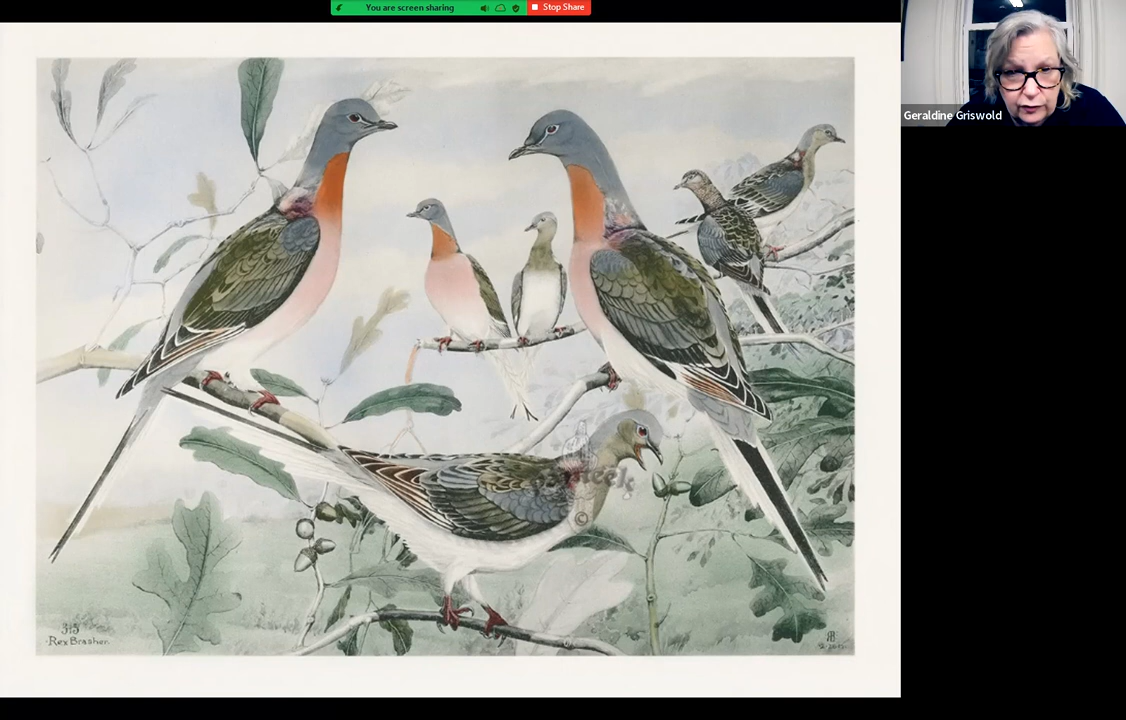 You are screen sharing
Stop Share
Geraldine Griswold
©
315
Rex Brasher.